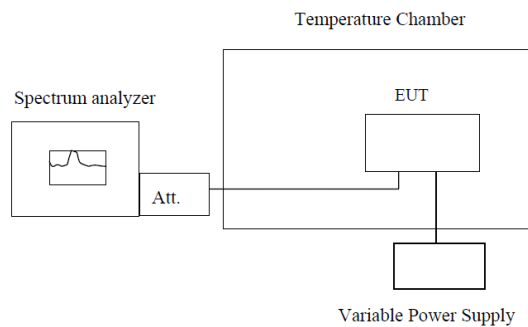 Temperature Chamber
Spectrum analyzer
EUT
Att.
Variable Power Supply